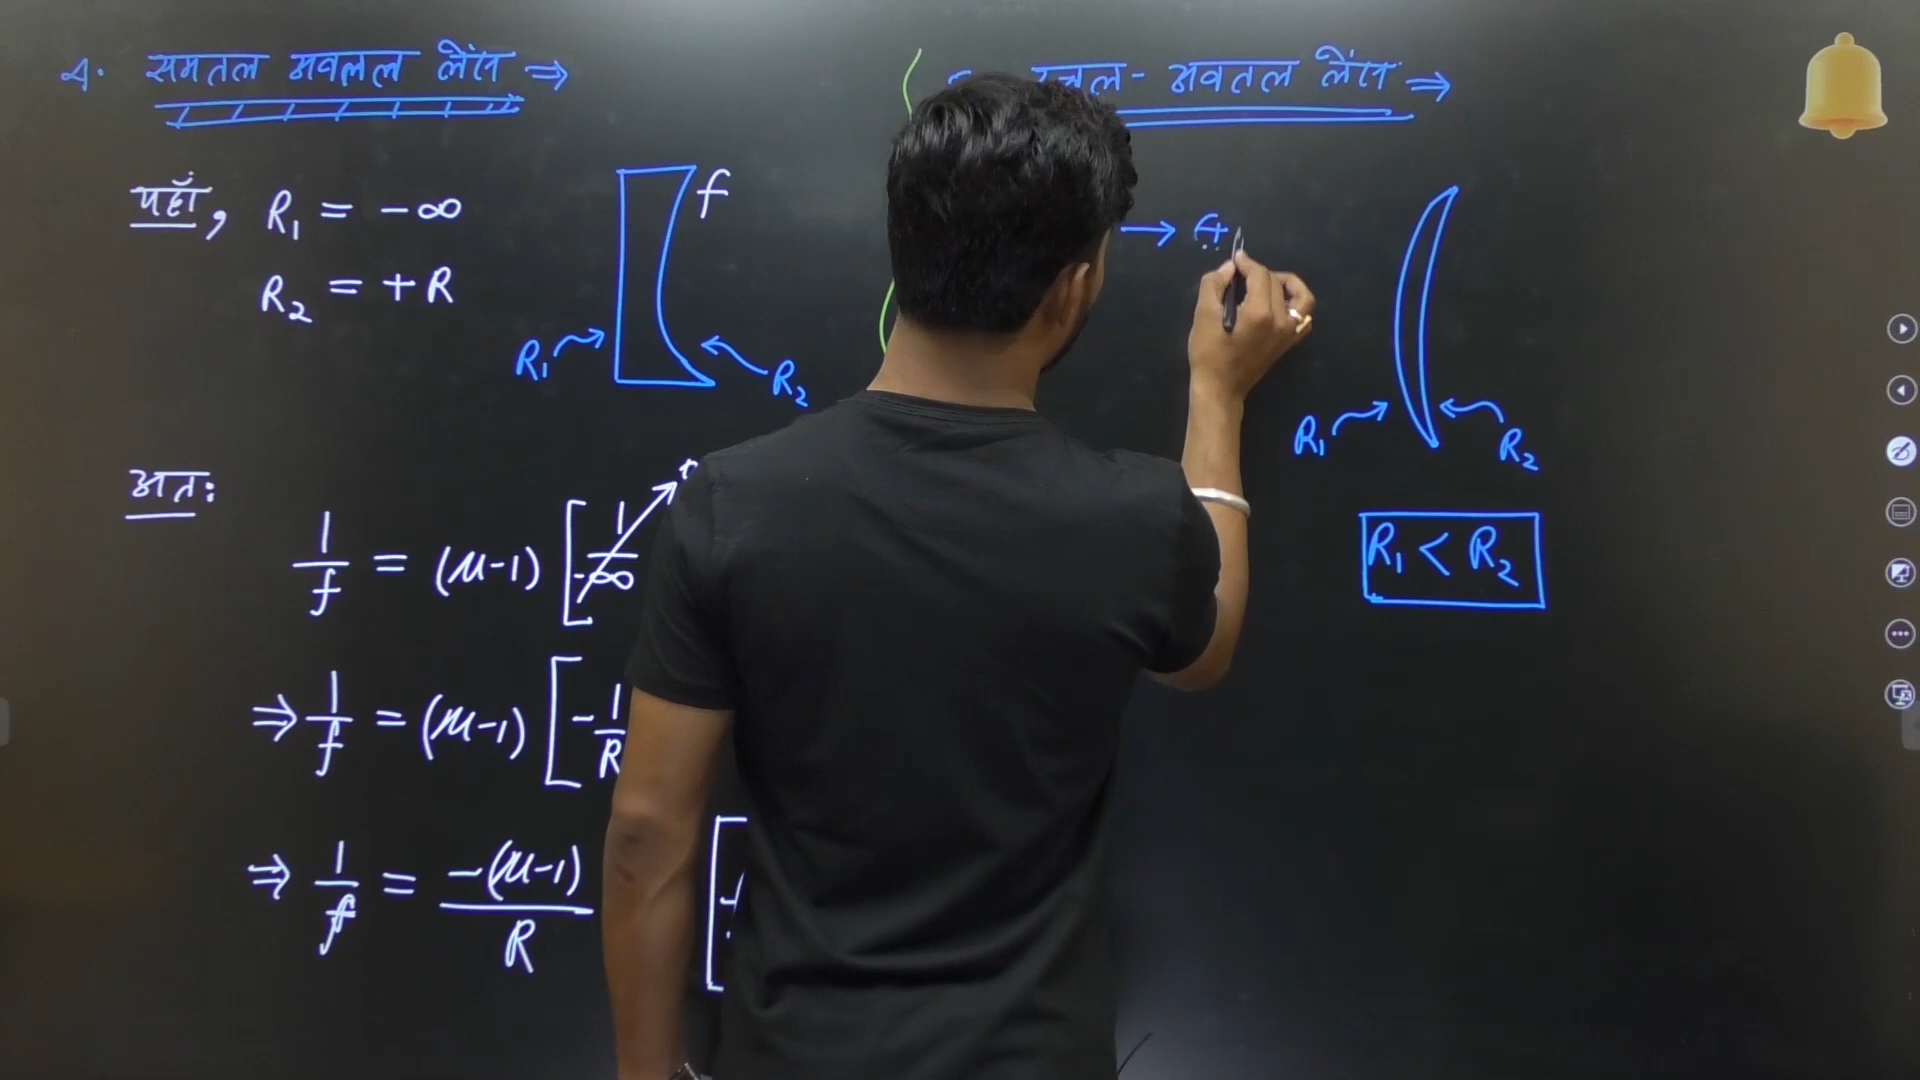 4. समतल अवतल लेंस ⇒
यहाँ, R₁ = -∞
R₂ = +R
f
R₁
R₂
अतः
1/f = (μ-1) [1/-∞
⇒ 1/f = (μ-1) [-1/R
⇒ 1/f = -(μ-1)/R
अवतल लेंस ⇒
→ (+
R₁
R₂
R₁ < R₂